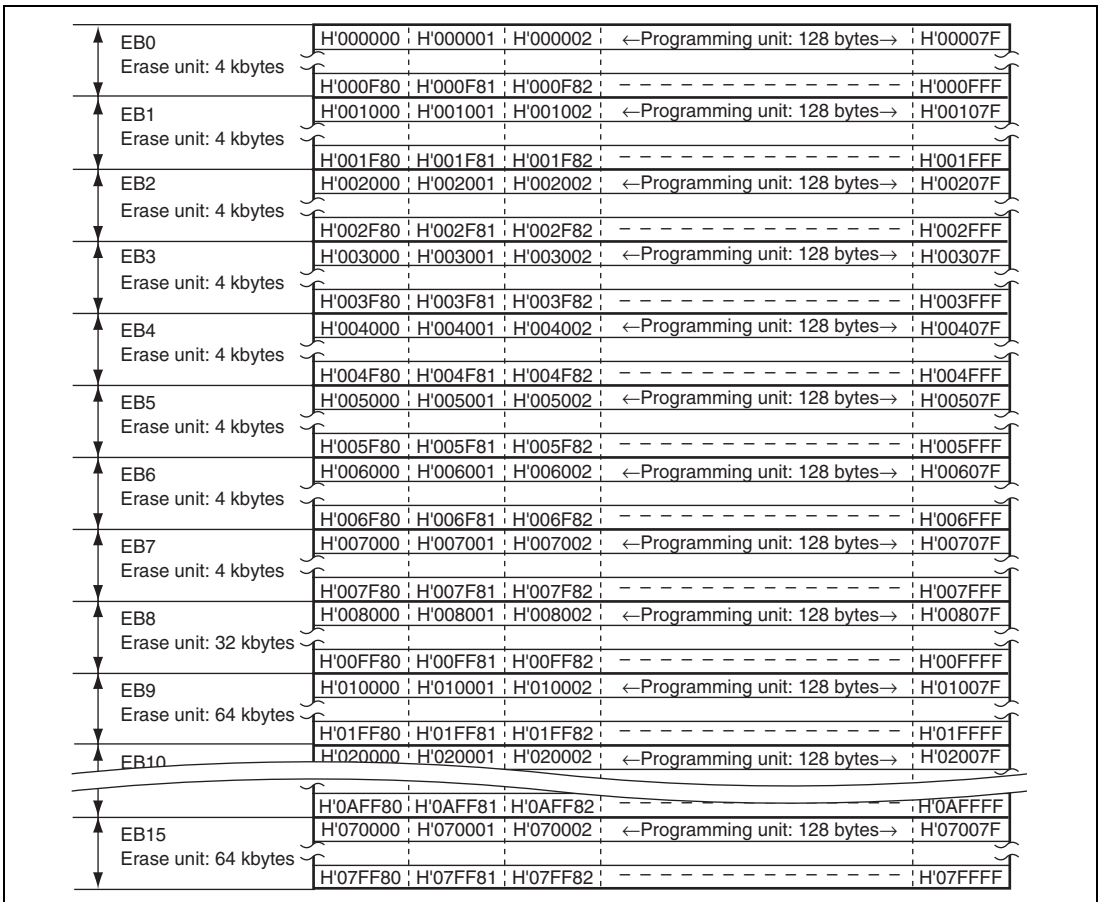 EB0 H'000000 H'000001 H'000002 ←Programming unit: 128 bytes→ H'00007F
Erase unit: 4 kbytes
H'000F80 H'000F81 H'000F82 H'000FFF
EB1 H'001000 H'001001 H'001002 ←Programming unit: 128 bytes→ H'00107F
Erase unit: 4 kbytes
H'001F80 H'001F81 H'001F82 H'001FFF
EB2 H'002000 H'002001 H'002002 ←Programming unit: 128 bytes→ H'00207F
Erase unit: 4 kbytes
H'002F80 H'002F81 H'002F82 H'002FFF
EB3 H'003000 H'003001 H'003002 ←Programming unit: 128 bytes→ H'00307F
Erase unit: 4 kbytes
H'003F80 H'003F81 H'003F82 H'003FFF
EB4 H'004000 H'004001 H'004002 ←Programming unit: 128 bytes→ H'00407F
Erase unit: 4 kbytes
H'004F80 H'004F81 H'004F82 H'004FFF
EB5 H'005000 H'005001 H'005002 ←Programming unit: 128 bytes→ H'00507F
Erase unit: 4 kbytes
H'005F80 H'005F81 H'005F82 H'005FFF
EB6 H'006000 H'006001 H'006002 ←Programming unit: 128 bytes→ H'00607F
Erase unit: 4 kbytes
H'006F80 H'006F81 H'006F82 H'006FFF
EB7 H'007000 H'007001 H'007002 ←Programming unit: 128 bytes→ H'00707F
Erase unit: 4 kbytes
H'007F80 H'007F81 H'007F82 H'007FFF
EB8 H'008000 H'008001 H'008002 ←Programming unit: 128 bytes→ H'00807F
Erase unit: 32 kbytes
H'00FF80 H'00FF81 H'00FF82 H'00FFFF
EB9 H'010000 H'010001 H'010002 ←Programming unit: 128 bytes→ H'01007F
Erase unit: 64 kbytes
H'01FF80 H'01FF81 H'01FF82 H'01FFFF
EB10 H'020000 H'020001 H'020002 ←Programming unit: 128 bytes→ H'02007F
H'0AFF80 H'0AFF81 H'0AFF82 H'0AFFFF
EB15 H'070000 H'070001 H'070002 ←Programming unit: 128 bytes→ H'07007F
Erase unit: 64 kbytes
H'07FF80 H'07FF81 H'07FF82 H'07FFFF